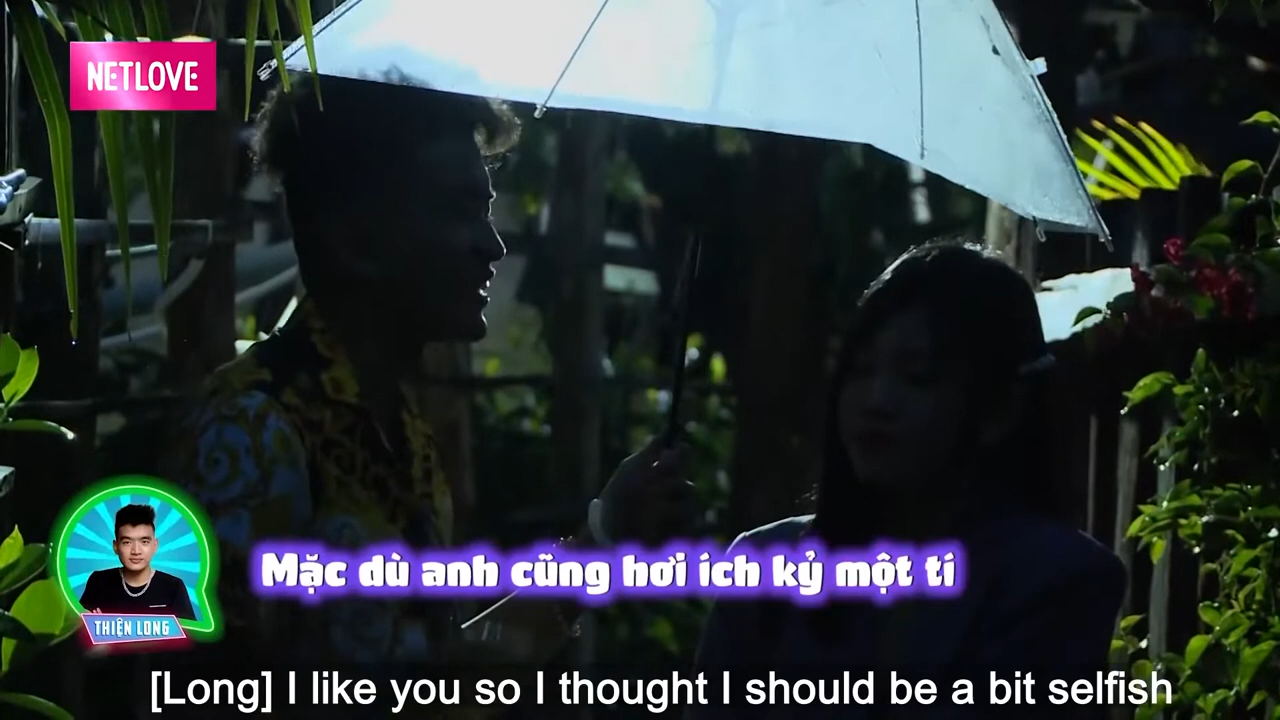 NETLOVE
Mặc dù anh cũng hơi ích kỷ một tí
THIỆN LONG
[Long] I like you so I thought I should be a bit selfish